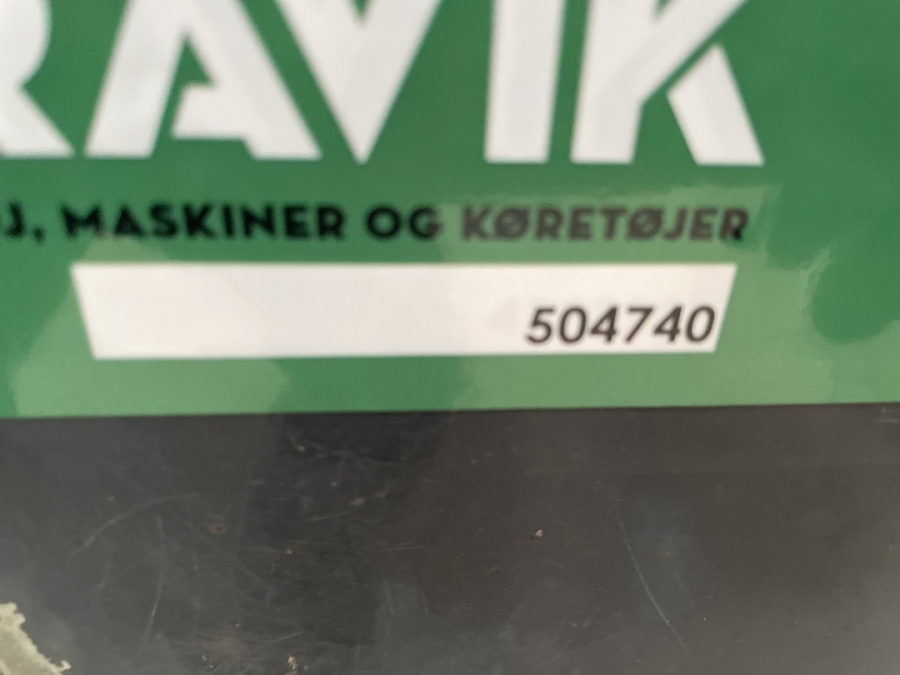 RAVIK
J, MASKINER OG KØRETØJER
504740